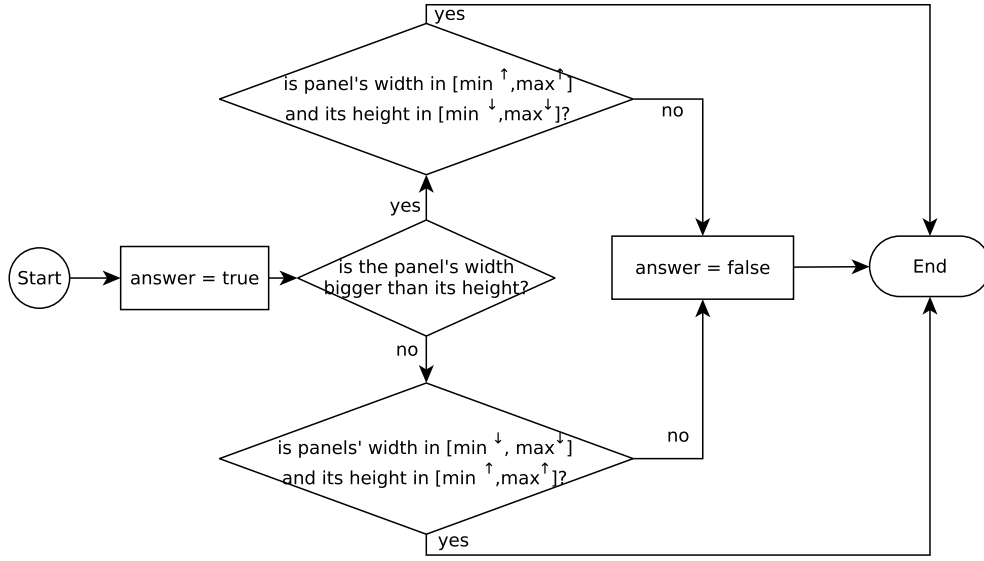 yes
is panel's width in [min ↑,max↑]
and its height in [min ↓,max↓]?
no
yes
Start
answer = true
is the panel's width
bigger than its height?
answer = false
End
no
is panels' width in [min ↓, max↓]
and its height in [min ↑,max↑]?
no
yes